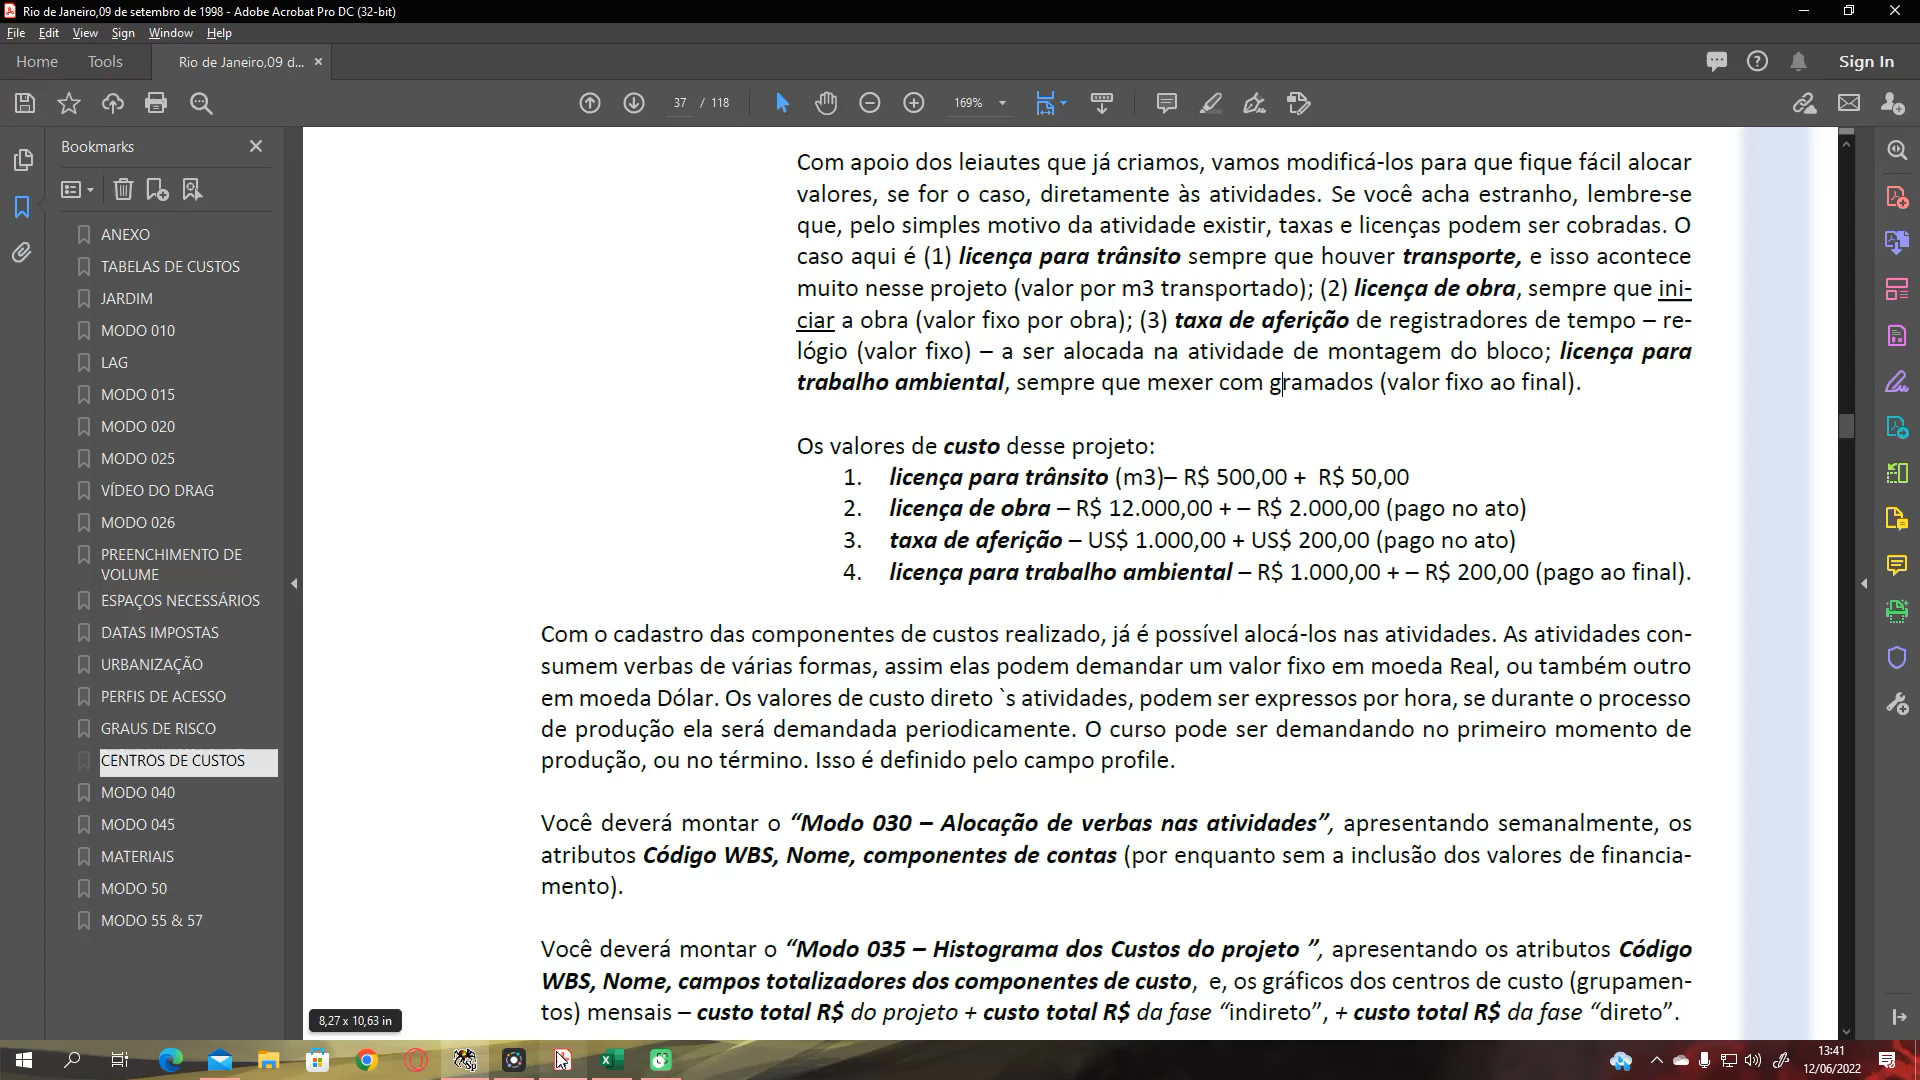 Rio de Janeiro,09 de setembro de 1998 - Adobe Acrobat Pro DC (32-bit)
File Edit View Sign Window Help
Home Tools Rio de Janeiro,09 d... Sign In
37 / 118 169%
Bookmarks
ANEXO
TABELAS DE CUSTOS
JARDIM
MODO 010
LAG
MODO 015
MODO 020
MODO 025
VÍDEO DO DRAG
MODO 026
PREENCHIMENTO DE
VOLUME
ESPAÇOS NECESSÁRIOS
DATAS IMPOSTAS
URBANIZAÇÃO
PERFIS DE ACESSO
GRAUS DE RISCO
CENTROS DE CUSTOS
MODO 040
MODO 045
MATERIAIS
MODO 50
MODO 55 & 57
Com apoio dos leiautes que já criamos, vamos modificá-los para que fique fácil alocar
valores, se for o caso, diretamente às atividades. Se você acha estranho, lembre-se
que, pelo simples motivo da atividade existir, taxas e licenças podem ser cobradas. O
caso aqui é (1) licença para trânsito sempre que houver transporte, e isso acontece
muito nesse projeto (valor por m3 transportado); (2) licença de obra, sempre que ini-
ciar a obra (valor fixo por obra); (3) taxa de aferição de registradores de tempo – re-
lógio (valor fixo) – a ser alocada na atividade de montagem do bloco; licença para
trabalho ambiental, sempre que mexer com gramados (valor fixo ao final).
Os valores de custo desse projeto:
1. licença para trânsito (m3)– R$ 500,00 + R$ 50,00
2. licença de obra – R$ 12.000,00 + – R$ 2.000,00 (pago no ato)
3. taxa de aferição – US$ 1.000,00 + US$ 200,00 (pago no ato)
4. licença para trabalho ambiental – R$ 1.000,00 + – R$ 200,00 (pago ao final).
Com o cadastro das componentes de custos realizado, já é possível alocá-los nas atividades. As atividades con-
sumem verbas de várias formas, assim elas podem demandar um valor fixo em moeda Real, ou também outro
em moeda Dólar. Os valores de custo direto `s atividades, podem ser expressos por hora, se durante o processo
de produção ela será demandada periodicamente. O curso pode ser demandando no primeiro momento de
produção, ou no término. Isso é definido pelo campo profile.
Você deverá montar o “Modo 030 – Alocação de verbas nas atividades”, apresentando semanalmente, os
atributos Código WBS, Nome, componentes de contas (por enquanto sem a inclusão dos valores de financia-
mento).
Você deverá montar o “Modo 035 – Histograma dos Custos do projeto ”, apresentando os atributos Código
WBS, Nome, campos totalizadores dos componentes de custo, e, os gráficos dos centros de custo (grupamen-
tos) mensais – custo total R$ do projeto + custo total R$ da fase “indireto”, + custo total R$ da fase “direto”.
8,27 x 10,63 in
13:41
12/06/2022